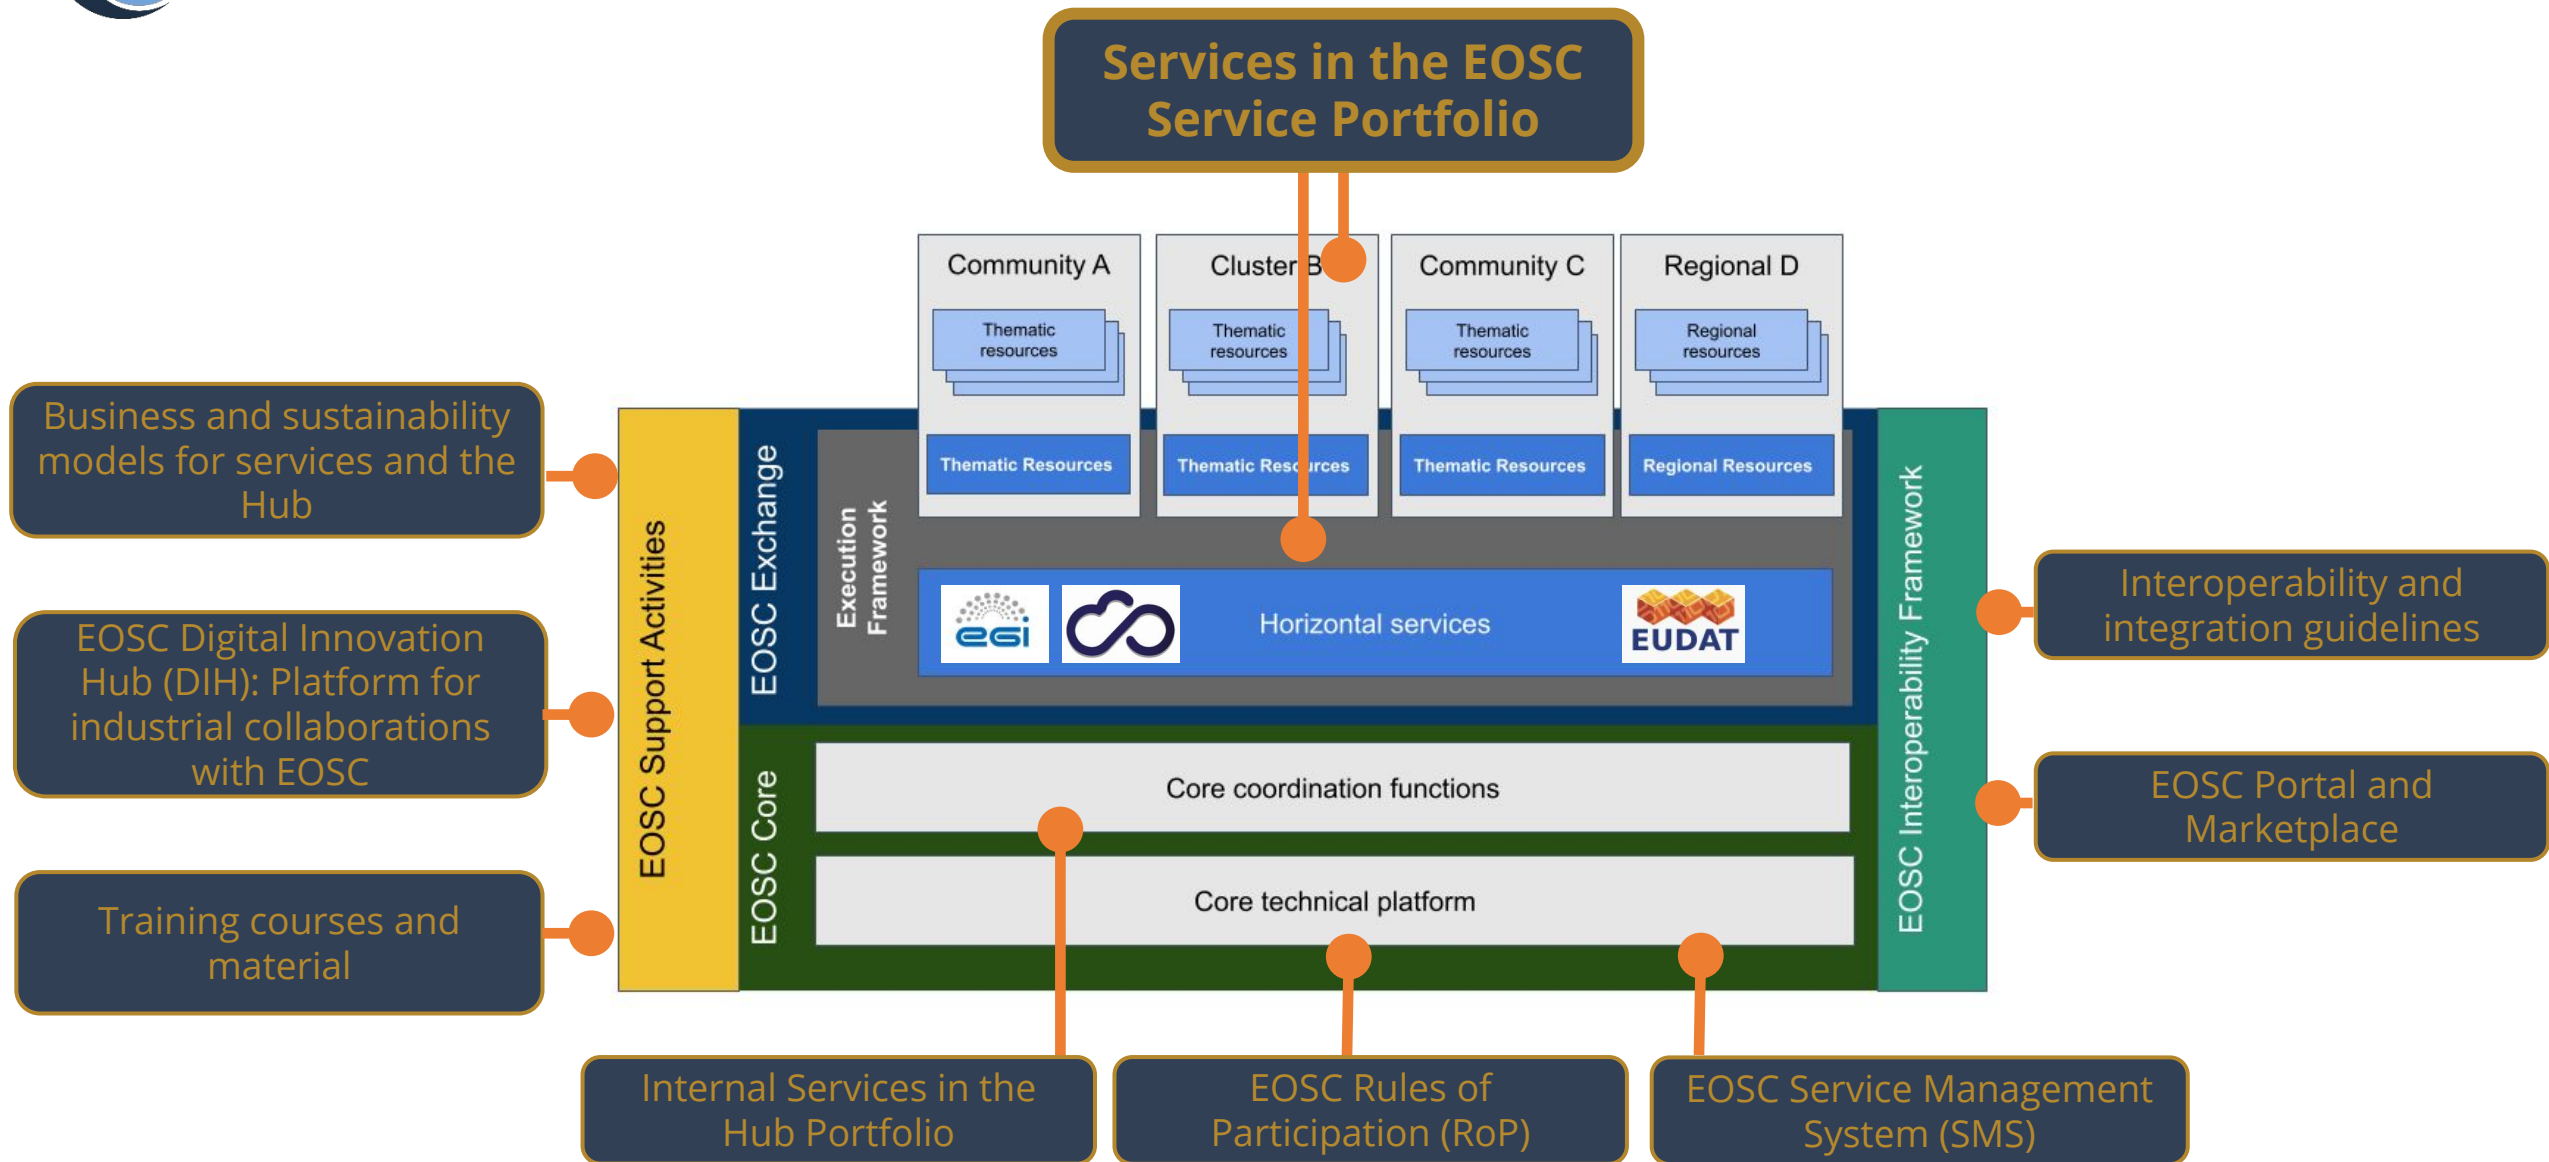 Services in the EOSC
Service Portfolio
Community A
Cluster B
Community C
Regional D
Thematic
resources
Thematic
resources
Thematic
resources
Regional
resources
Thematic Resources
Thematic Resources
Thematic Resources
Regional Resources
Business and sustainability
models for services and the
Hub
EOSC Digital Innovation
Hub (DIH): Platform for
industrial collaborations
with EOSC
Training courses and
material
EOSC Support Activities
EOSC Exchange
Execution
Framework
egi
Horizontal services
EUDAT
EOSC Core
Core coordination functions
Core technical platform
EOSC Interoperability Framework
Interoperability and
integration guidelines
EOSC Portal and
Marketplace
Internal Services in the
Hub Portfolio
EOSC Rules of
Participation (RoP)
EOSC Service Management
System (SMS)